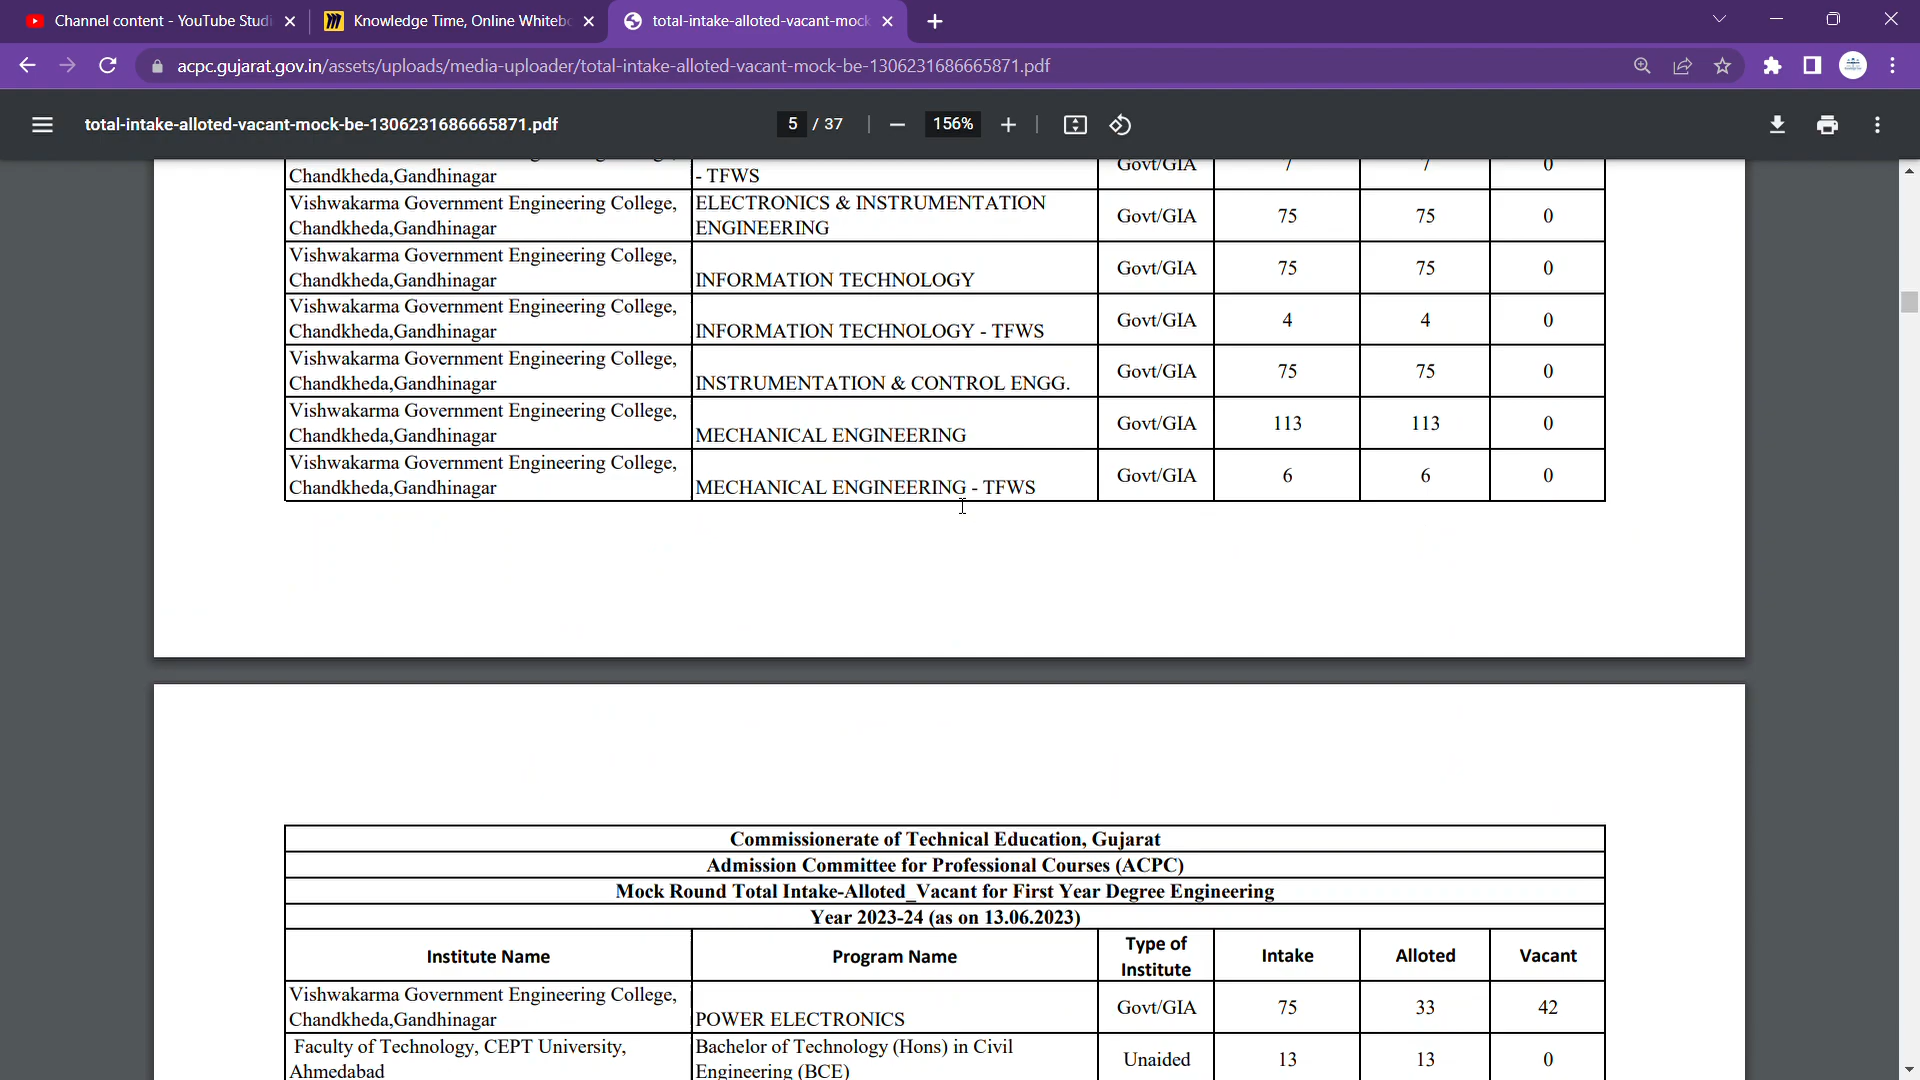 Channel content - YouTube Studi
Knowledge Time, Online Whitebo
total-intake-alloted-vacant-mock
acpc.gujarat.gov.in/assets/uploads/media-uploader/total-intake-alloted-vacant-mock-be-1306231686665871.pdf
total-intake-alloted-vacant-mock-be-1306231686665871.pdf
5 / 37
156%
Chandkheda,Gandhinagar - TFWS Govt/GIA 7 7 0
Vishwakarma Government Engineering College, ELECTRONICS & INSTRUMENTATION
Chandkheda,Gandhinagar ENGINEERING Govt/GIA 75 75 0
Vishwakarma Government Engineering College,
Chandkheda,Gandhinagar INFORMATION TECHNOLOGY Govt/GIA 75 75 0
Vishwakarma Government Engineering College,
Chandkheda,Gandhinagar INFORMATION TECHNOLOGY - TFWS Govt/GIA 4 4 0
Vishwakarma Government Engineering College,
Chandkheda,Gandhinagar INSTRUMENTATION & CONTROL ENGG. Govt/GIA 75 75 0
Vishwakarma Government Engineering College,
Chandkheda,Gandhinagar MECHANICAL ENGINEERING Govt/GIA 113 113 0
Vishwakarma Government Engineering College,
Chandkheda,Gandhinagar MECHANICAL ENGINEERING - TFWS Govt/GIA 6 6 0
Commissionerate of Technical Education, Gujarat
Admission Committee for Professional Courses (ACPC)
Mock Round Total Intake-Alloted_Vacant for First Year Degree Engineering
Year 2023-24 (as on 13.06.2023)
Institute Name Program Name Type of Institute Intake Alloted Vacant
Vishwakarma Government Engineering College,
Chandkheda,Gandhinagar POWER ELECTRONICS Govt/GIA 75 33 42
Faculty of Technology, CEPT University, Bachelor of Technology (Hons) in Civil
Ahmedabad Engineering (BCE) Unaided 13 13 0